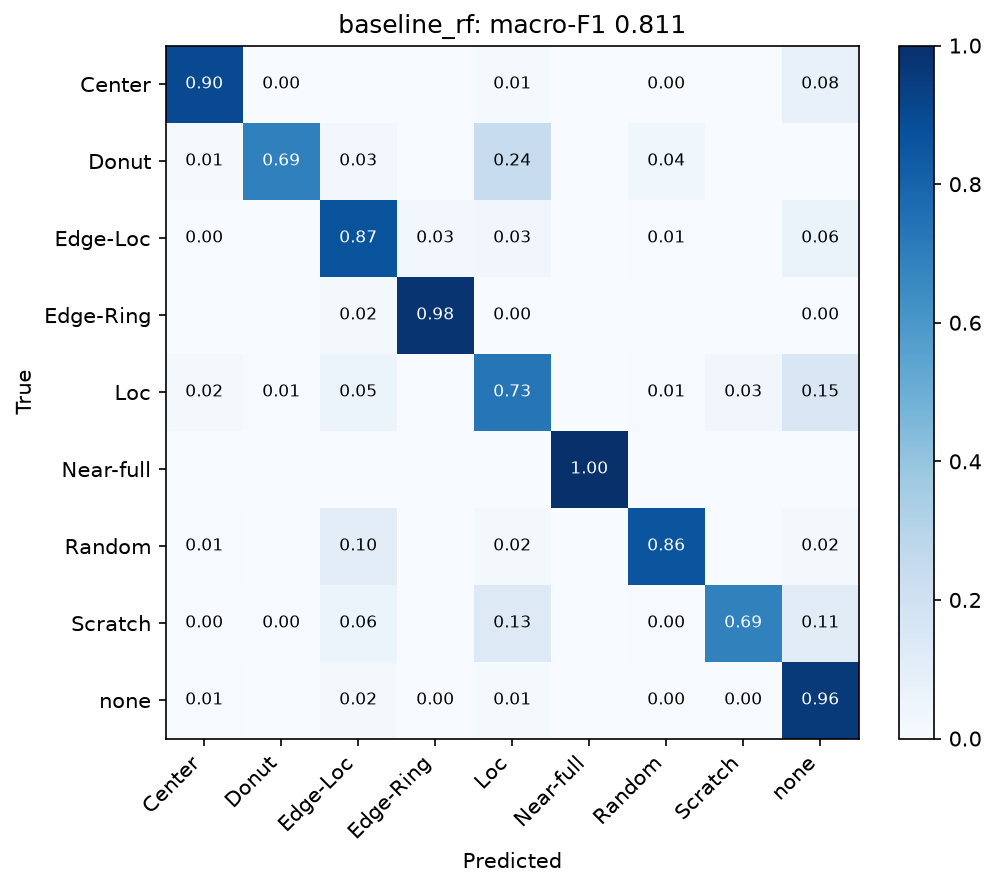 baseline_rf: macro-F1 0.811
Center 0.90 0.00 0.01 0.00 0.08
Donut 0.01 0.69 0.03 0.24 0.04
Edge-Loc 0.00 0.87 0.03 0.03 0.01 0.06
Edge-Ring 0.02 0.98 0.00 0.00
Loc 0.02 0.01 0.05 0.73 0.01 0.03 0.15
Near-full 1.00
Random 0.01 0.10 0.02 0.86 0.02
Scratch 0.00 0.00 0.06 0.13 0.00 0.69 0.11
none 0.01 0.02 0.00 0.01 0.00 0.00 0.96
True
Center Donut Edge-Loc Edge-Ring Loc Near-full Random Scratch none
Predicted
1.0
0.8
0.6
0.4
0.2
0.0